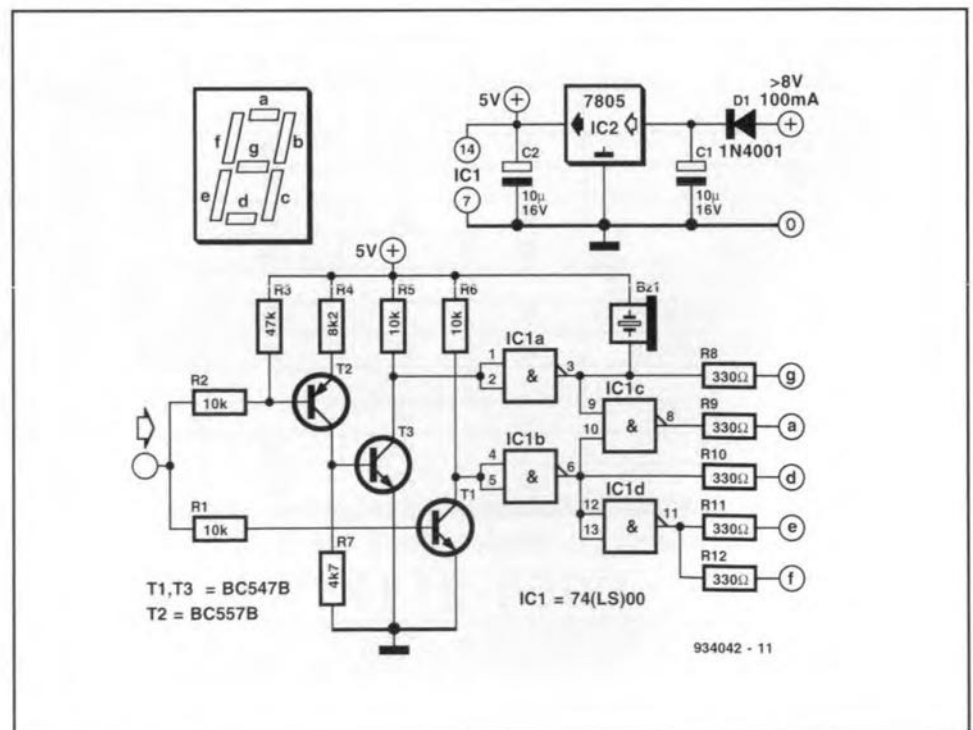 a
f
b
g
e
c
d
5V
+
14
IC1
7
C2
10µ
16V
7805
IC2
C1
10µ
16V
>8V
100mA
D1
1N4001
+
0
5V
+
R3
47k
R4
8k2
R5
10k
R6
10k
Bz1
R2
10k
T2
T3
T1
R1
10k
R7
4k7
IC1a
1
2
&
3
IC1b
4
5
&
6
IC1c
9
10
&
8
IC1d
12
13
&
11
R8
330Ω
g
R9
330Ω
a
R10
330Ω
d
R11
330Ω
e
R12
330Ω
f
T1,T3 = BC547B
T2 = BC557B
IC1 = 74(LS)00
934042 - 11